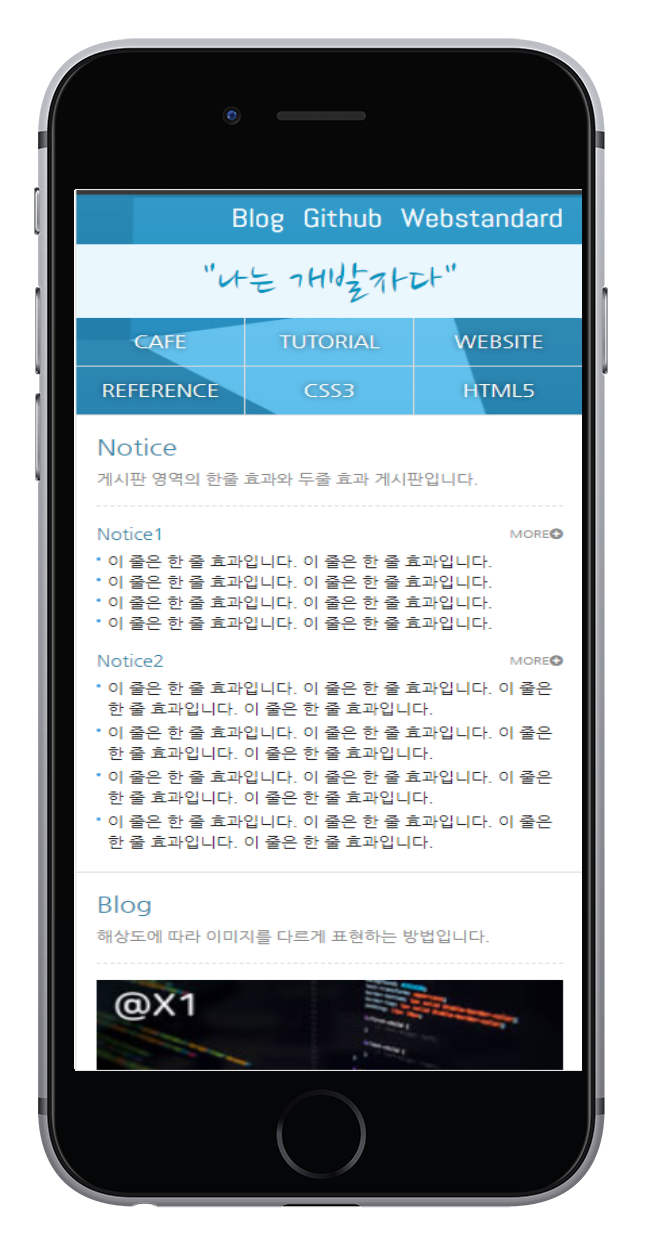 Blog Github Webstandard
"나는 개발자다"
CAFE TUTORIAL WEBSITE
REFERENCE CSS3 HTML5
Notice
게시판 영역의 한줄 효과와 두줄 효과 게시판입니다.
Notice1 MORE
이 줄은 한 줄 효과입니다. 이 줄은 한 줄 효과입니다.
이 줄은 한 줄 효과입니다. 이 줄은 한 줄 효과입니다.
이 줄은 한 줄 효과입니다. 이 줄은 한 줄 효과입니다.
이 줄은 한 줄 효과입니다. 이 줄은 한 줄 효과입니다.
Notice2 MORE
이 줄은 한 줄 효과입니다. 이 줄은 한 줄 효과입니다. 이 줄은
한 줄 효과입니다. 이 줄은 한 줄 효과입니다.
이 줄은 한 줄 효과입니다. 이 줄은 한 줄 효과입니다. 이 줄은
한 줄 효과입니다. 이 줄은 한 줄 효과입니다.
이 줄은 한 줄 효과입니다. 이 줄은 한 줄 효과입니다. 이 줄은
한 줄 효과입니다. 이 줄은 한 줄 효과입니다.
이 줄은 한 줄 효과입니다. 이 줄은 한 줄 효과입니다. 이 줄은
한 줄 효과입니다. 이 줄은 한 줄 효과입니다.
Blog
해상도에 따라 이미지를 다르게 표현하는 방법입니다.
@X1